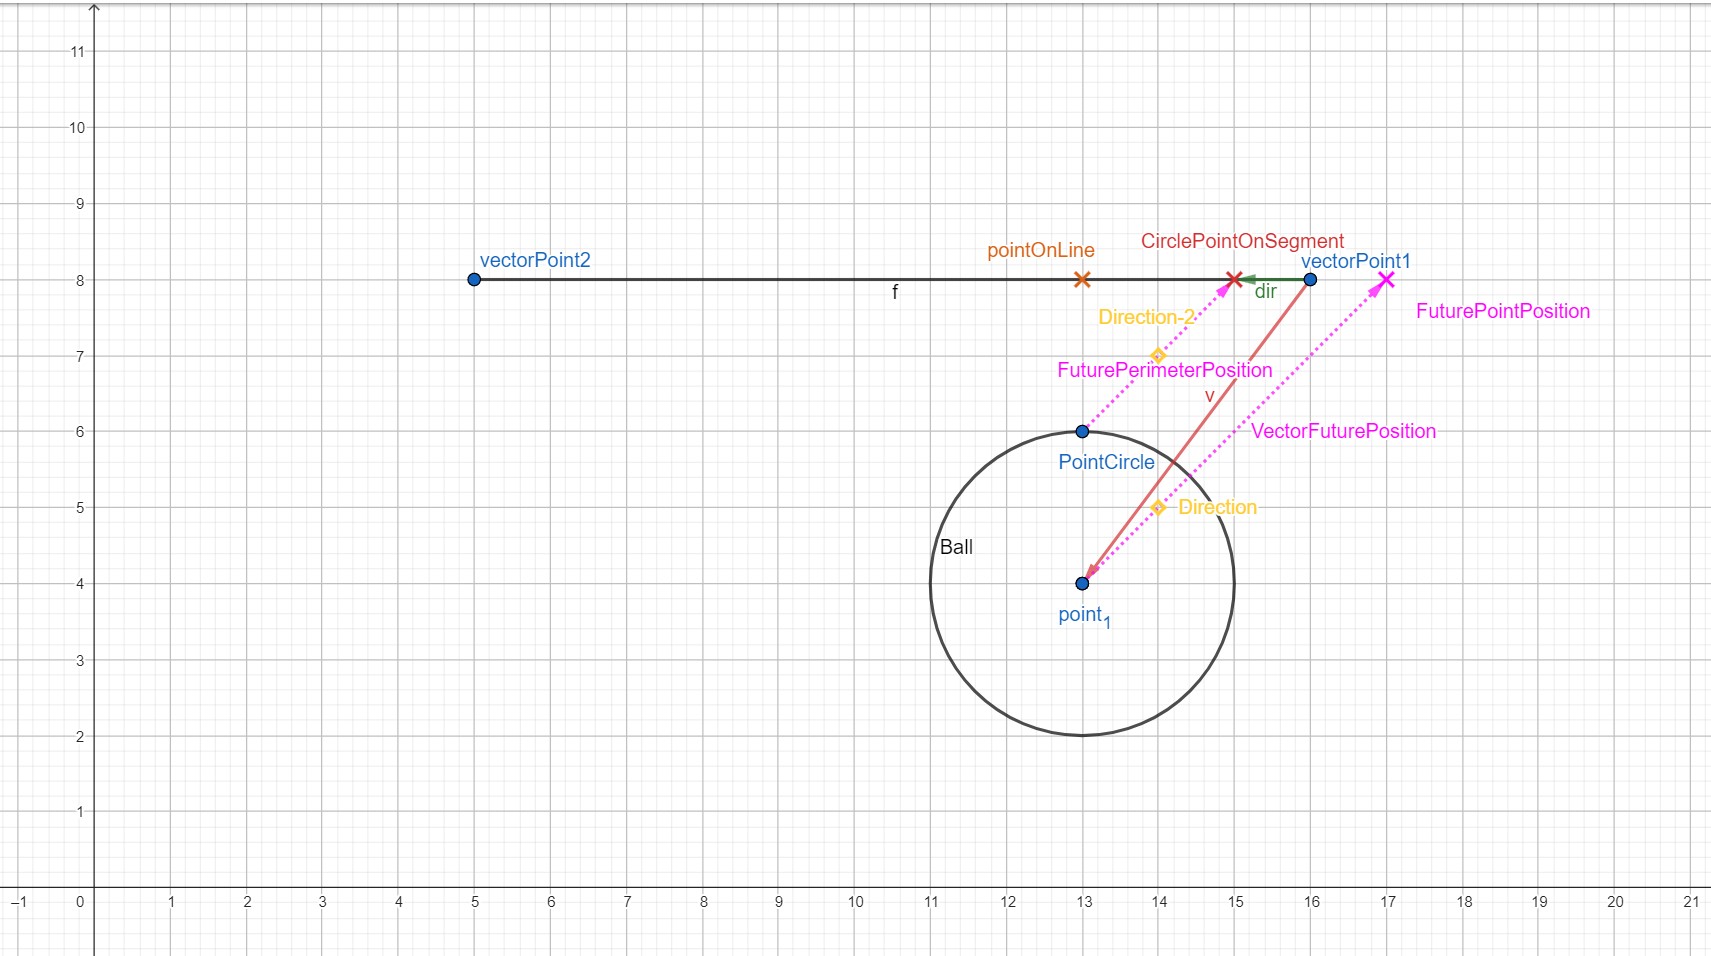 11
10
9
CirclePointOnSegment
pointOnLine
vectorPoint2
vectorPoint1
8
f
dir
FuturePointPosition
Direction-2
7
FuturePerimeterPosition
v
6
VectorFuturePosition
PointCircle
5
Direction
Ball
4
point1
3
2
1
–1 0 1 2 3 4 5 6 7 8 9 10 11 12 13 14 15 16 17 18 19 20 21